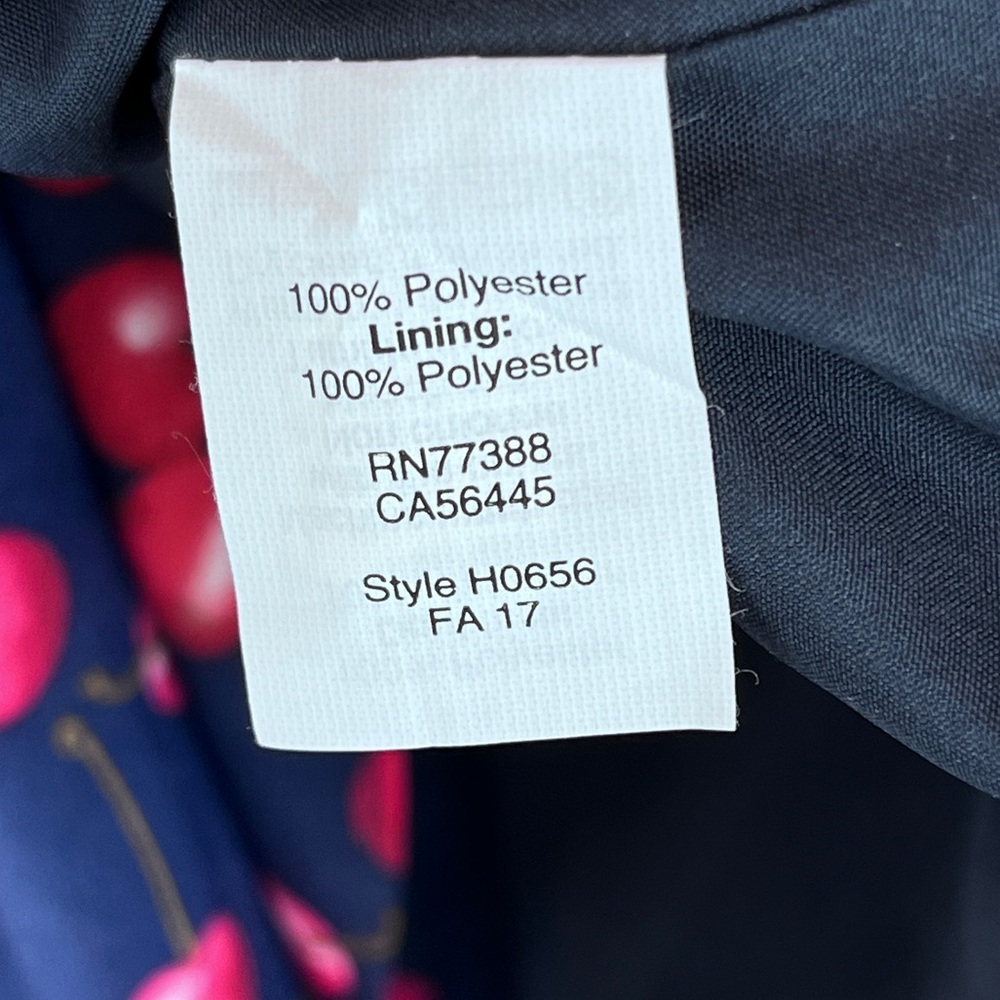 100% Polyester
Lining:
100% Polyester
RN77388
CA56445
Style H0656
FA 17